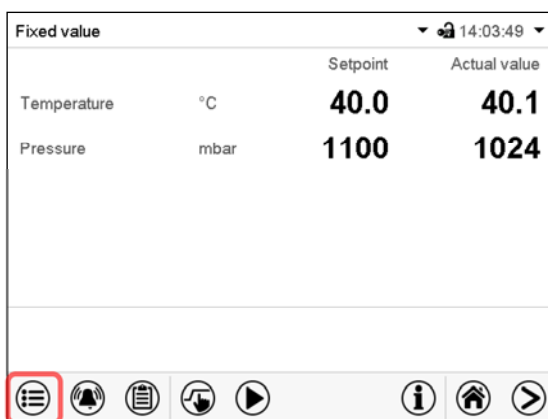 Fixed value 14:03:49
Setpoint Actual value
Temperature °C 40.0 40.1
Pressure mbar 1100 1024